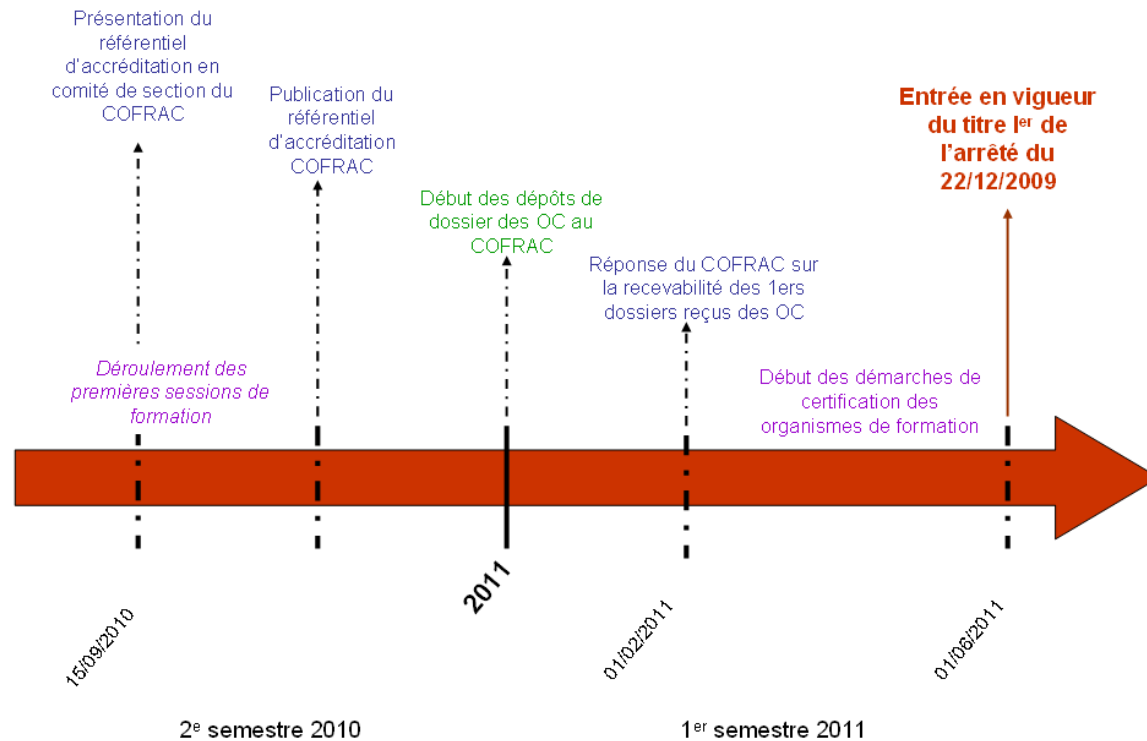 Présentation du
référentiel
d'accréditation en
comité de section du
COFRAC
Publication du
référentiel
d'accréditation
COFRAC
Début des dépôts de
dossier des OC au
COFRAC
Réponse du COFRAC sur
la recevabilité des 1ers
dossiers reçus des OC
Entrée en vigueur
du titre Ier de
l'arrêté du
22/12/2009
Déroulement des
premières sessions de
formation
Début des démarches de
certification des
organismes de formation
15/09/2010
2011
01/02/2011
01/06/2011
2e semestre 2010
1er semestre 2011